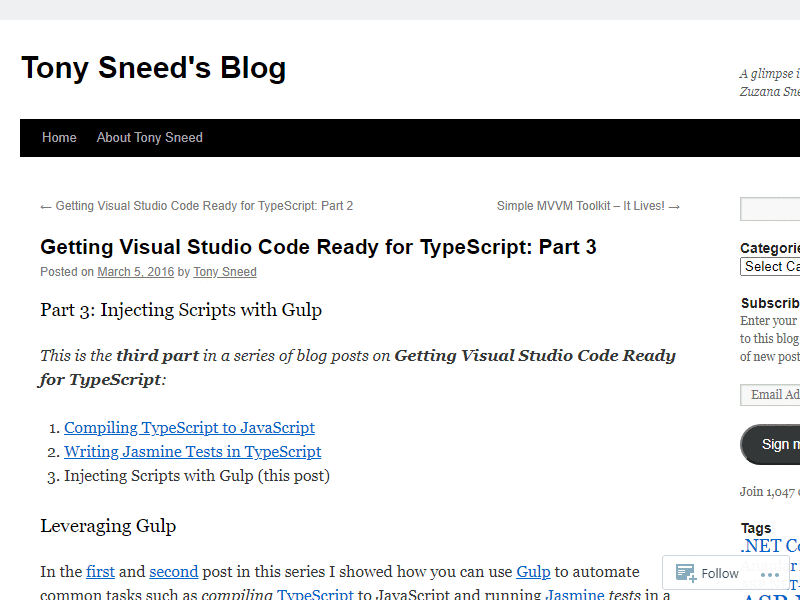 Tony Sneed's Blog
A glimpse i
Zuzana Sne
Home About Tony Sneed
← Getting Visual Studio Code Ready for TypeScript: Part 2
Simple MVVM Toolkit – It Lives! →
Getting Visual Studio Code Ready for TypeScript: Part 3
Posted on March 5, 2016 by Tony Sneed
Part 3: Injecting Scripts with Gulp
This is the third part in a series of blog posts on Getting Visual Studio Code Ready
for TypeScript:
1. Compiling TypeScript to JavaScript
2. Writing Jasmine Tests in TypeScript
3. Injecting Scripts with Gulp (this post)
Leveraging Gulp
In the first and second post in this series I showed how you can use Gulp to automate
common tasks such as compiling TypeScript to JavaScript and running Jasmine tests in a
Categorie
Select Ca
Subscrib
Enter your
to this blog
of new post
Email Ad
Sign m
Join 1,047
Tags
.NET Co
Follow